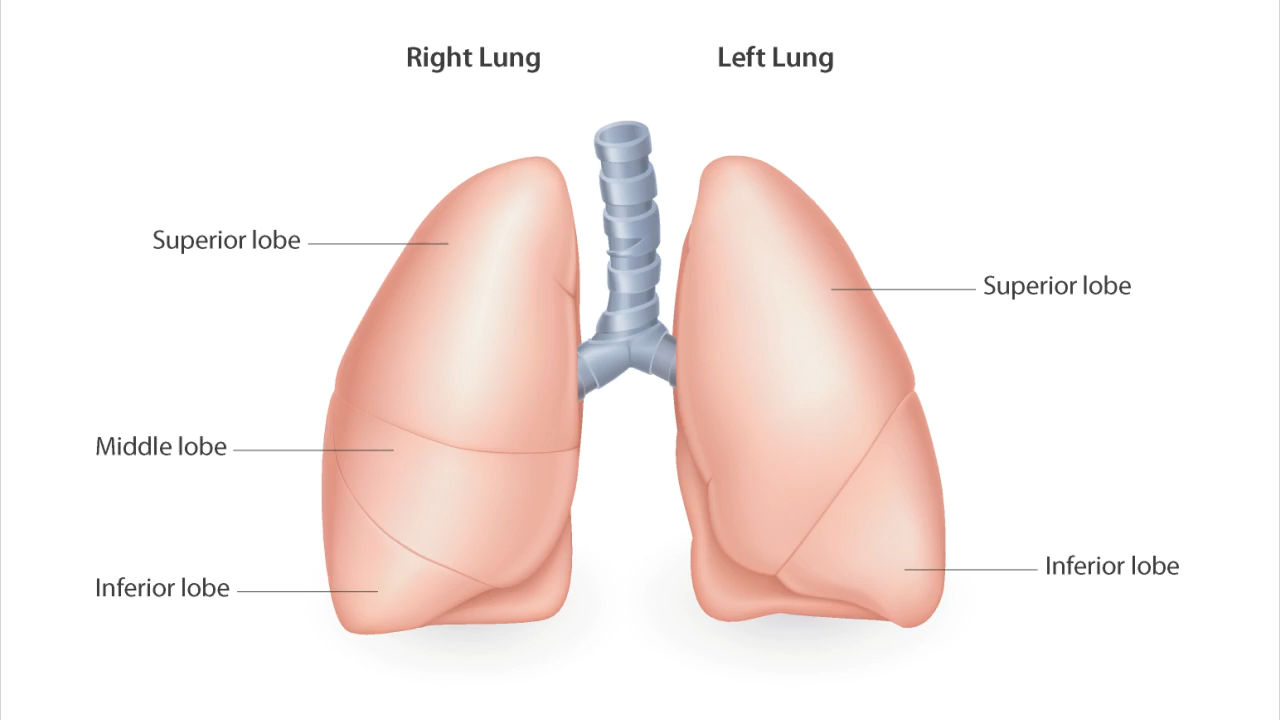 Right Lung
Left Lung
Superior lobe
Superior lobe
Middle lobe
Inferior lobe
Inferior lobe